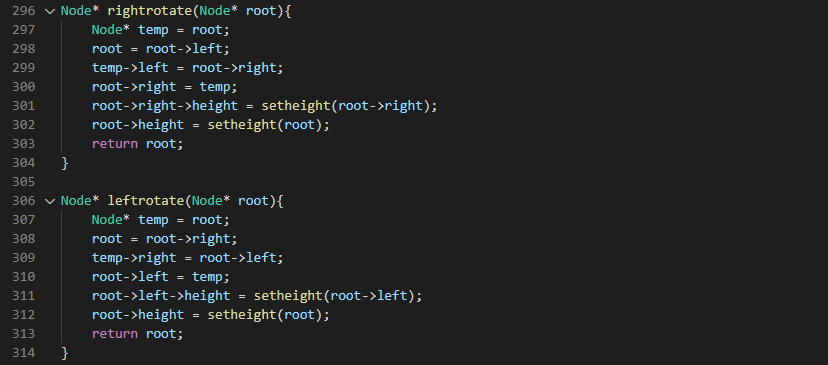 296 Node* rightrotate(Node* root){
297     Node* temp = root;
298     root = root->left;
299     temp->left = root->right;
300     root->right = temp;
301     root->right->height = setheight(root->right);
302     root->height = setheight(root);
303     return root;
304 }
305
306 Node* leftrotate(Node* root){
307     Node* temp = root;
308     root = root->right;
309     temp->right = root->left;
310     root->left = temp;
311     root->left->height = setheight(root->left);
312     root->height = setheight(root);
313     return root;
314 }